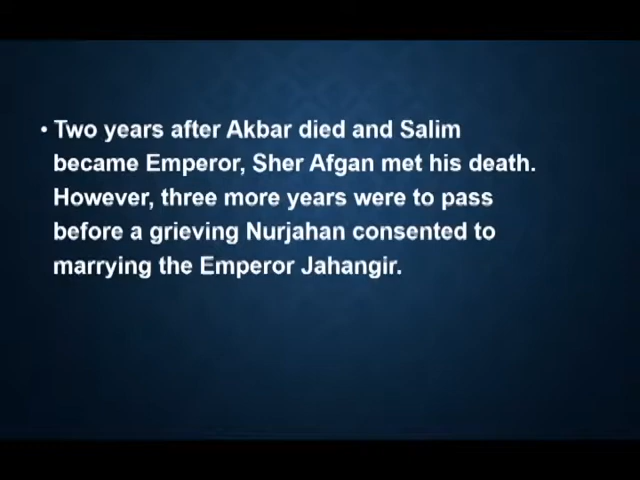 • Two years after Akbar died and Salim
became Emperor, Sher Afgan met his death.
However, three more years were to pass
before a grieving Nurjahan consented to
marrying the Emperor Jahangir.